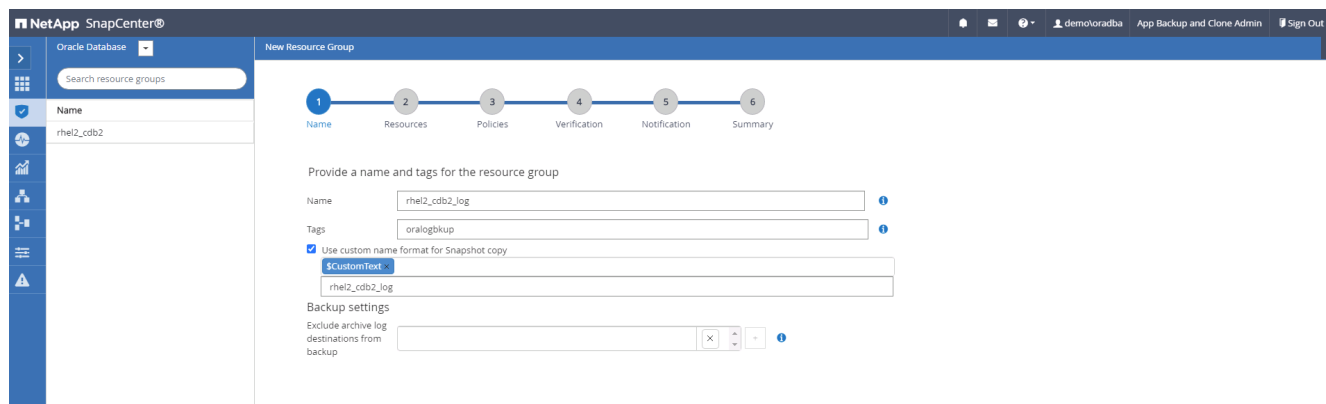 NetApp SnapCenter®
demo\oradba App Backup and Clone Admin Sign Out
Oracle Database
New Resource Group
Search resource groups
Name
rhel2_cdb2
1 2 3 4 5 6
Name Resources Policies Verification Notification Summary
Provide a name and tags for the resource group
Name rhel2_cdb2_log
Tags oralogbkup
Use custom name format for Snapshot copy
$CustomText ×
rhel2_cdb2_log
Backup settings
Exclude archive log
destinations from
backup